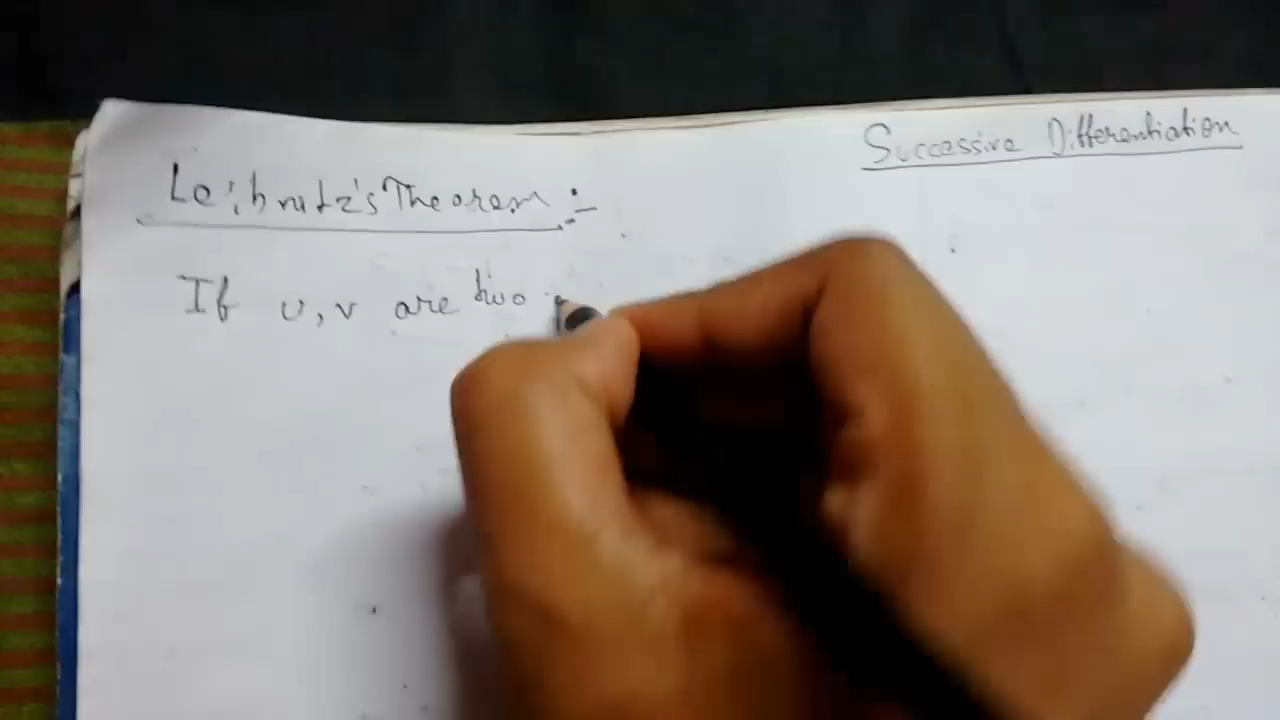 Successive Differentiation
Leibnitz's Theorem :-
If u, v are two